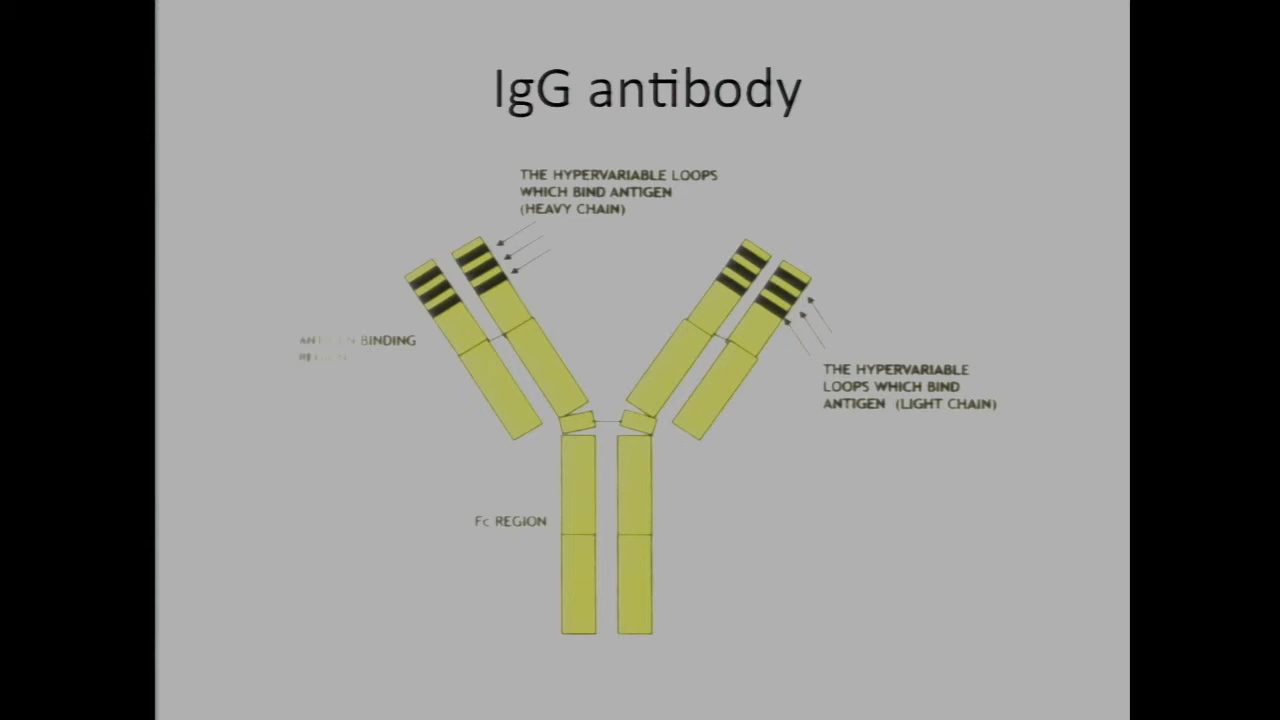 IgG antibody
THE HYPERVARIABLE LOOPS
WHICH BIND ANTIGEN
(HEAVY CHAIN)
BINDING
THE HYPERVARIABLE
LOOPS WHICH BIND
ANTIGEN (LIGHT CHAIN)
Fc REGION